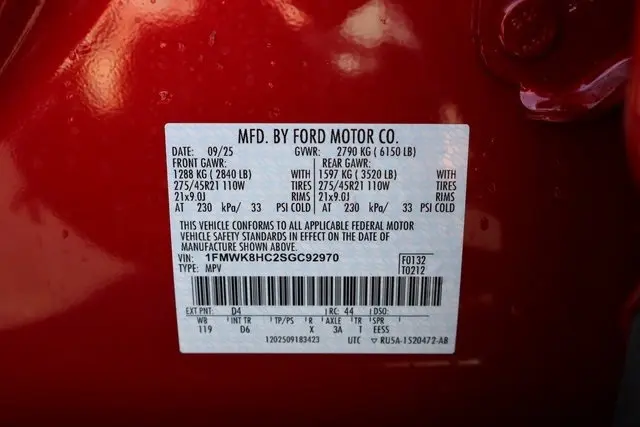 MFD. BY FORD MOTOR CO.
DATE: 09/25 GVWR: 2790 KG ( 6150 LB)
FRONT GAWR: REAR GAWR:
1288 KG ( 2840 LB) WITH 1597 KG ( 3520 LB) WITH
275/45R21 110W TIRES 275/45R21 110W TIRES
21x9.0J RIMS 21x9.0J RIMS
AT 230 kPa/ 33 PSI COLD AT 230 kPa/ 33 PSI COLD
THIS VEHICLE CONFORMS TO ALL APPLICABLE FEDERAL MOTOR
VEHICLE SAFETY STANDARDS IN EFFECT ON THE DATE OF
MANUFACTURE SHOWN ABOVE.
VIN: 1FMWK8HC2SGC92970 F0132
TYPE: MPV T0212
EXT PNT: D4 RC: 44 DSO:
WB INT TR TP/PS R AXLE TR SPR
119 D6 X 3A T EESS
1202509183423 UTC ▽ RU5A-1520472-AB